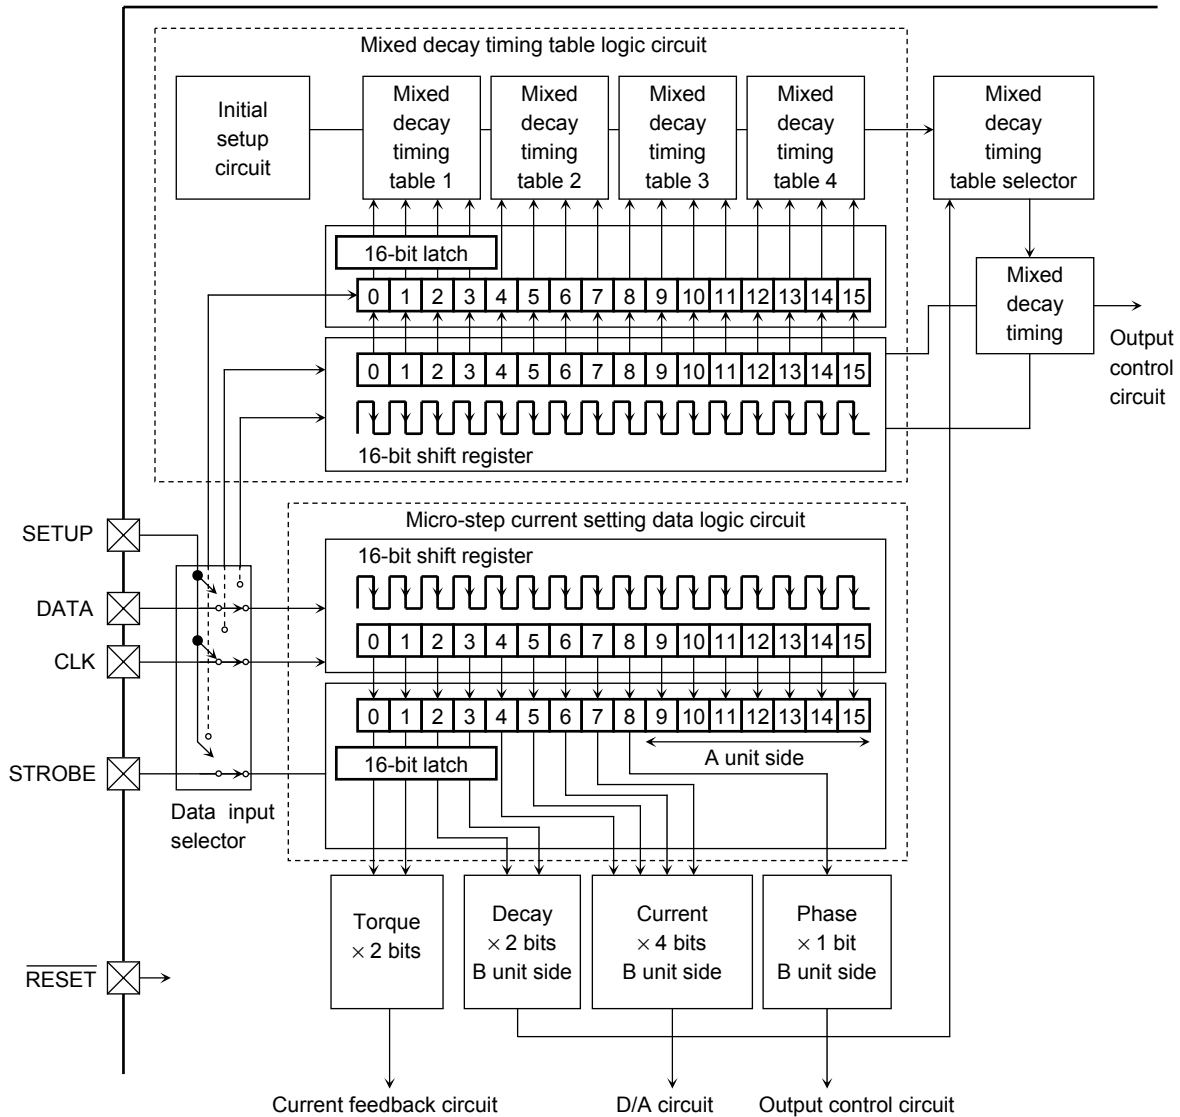 Mixed decay timing table logic circuit
Initial
setup
circuit
Mixed
decay
timing
table 1
Mixed
decay
timing
table 2
Mixed
decay
timing
table 3
Mixed
decay
timing
table 4
Mixed
decay
timing
table selector
16-bit latch
0 1 2 3 4 5 6 7 8 9 10 11 12 13 14 15
Mixed
decay
timing
Output
control
circuit
0 1 2 3 4 5 6 7 8 9 10 11 12 13 14 15
16-bit shift register
SETUP
DATA
CLK
STROBE
RESET
Data input
selector
Micro-step current setting data logic circuit
16-bit shift register
0 1 2 3 4 5 6 7 8 9 10 11 12 13 14 15
0 1 2 3 4 5 6 7 8 9 10 11 12 13 14 15
A unit side
16-bit latch
Torque
× 2 bits
Decay
× 2 bits
B unit side
Current
× 4 bits
B unit side
Phase
× 1 bit
B unit side
Current feedback circuit
D/A circuit
Output control circuit